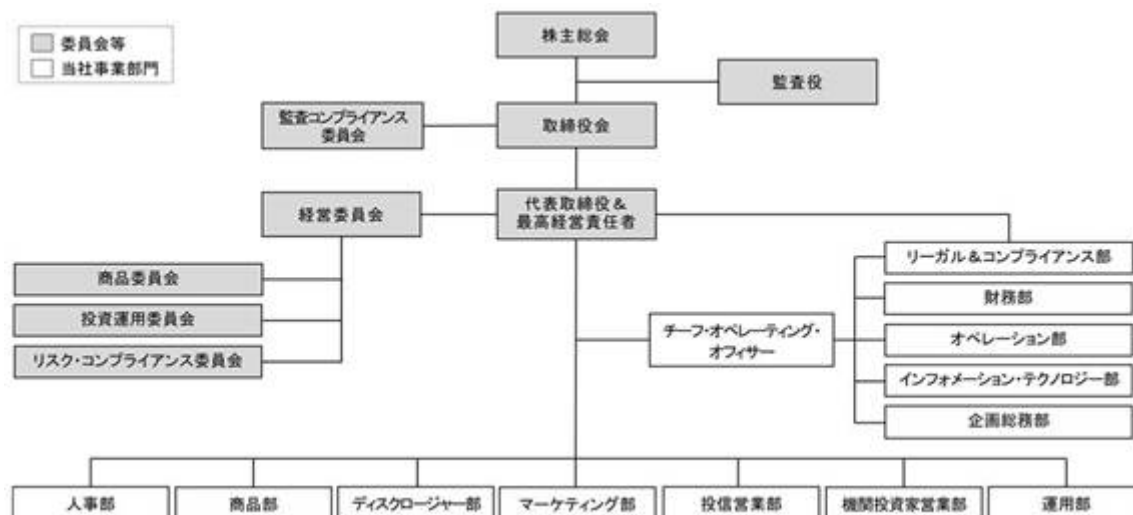 委員会等
当社事業部門
株主総会
監査役
監査コンプライアンス
委員会
取締役会
経営委員会
代表取締役＆
最高経営責任者
商品委員会
投資運用委員会
リスク・コンプライアンス委員会
チーフ・オペレーティング・
オフィサー
リーガル＆コンプライアンス部
財務部
オペレーション部
インフォメーション・テクノロジー部
企画総務部
人事部
商品部
ディスクロージャー部
マーケティング部
投信営業部
機関投資家営業部
運用部